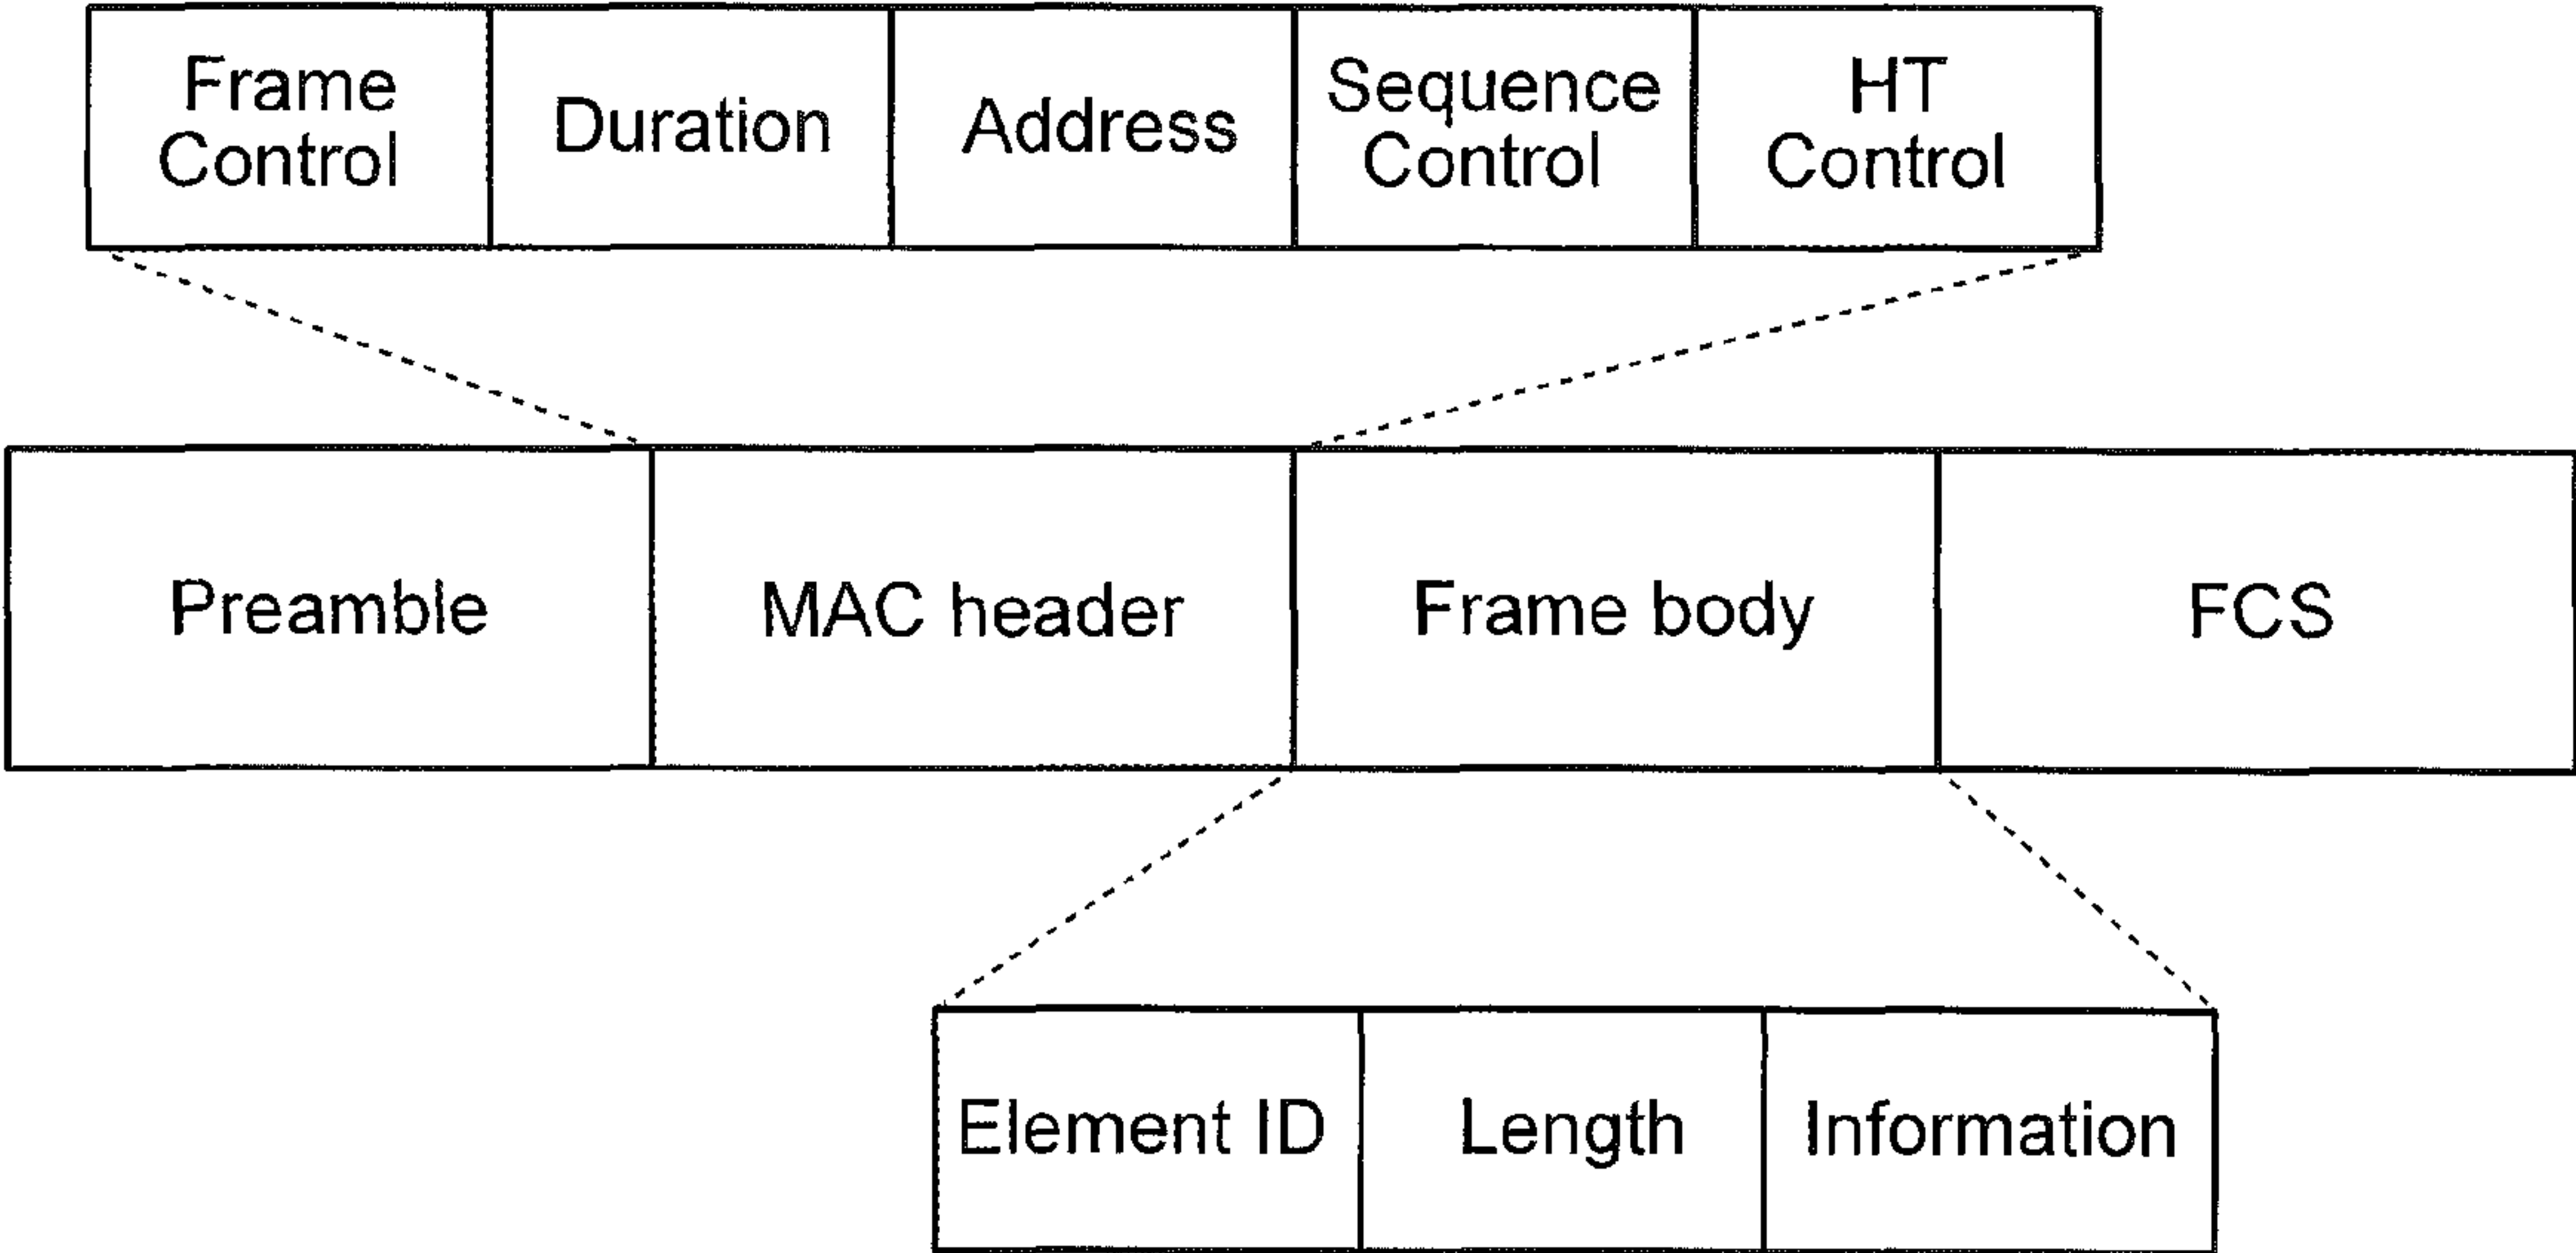 Frame
Control
Duration
Address
Sequence
Control
HT
Control
Preamble
MAC header
Frame body
FCS
Element ID
Length
Information